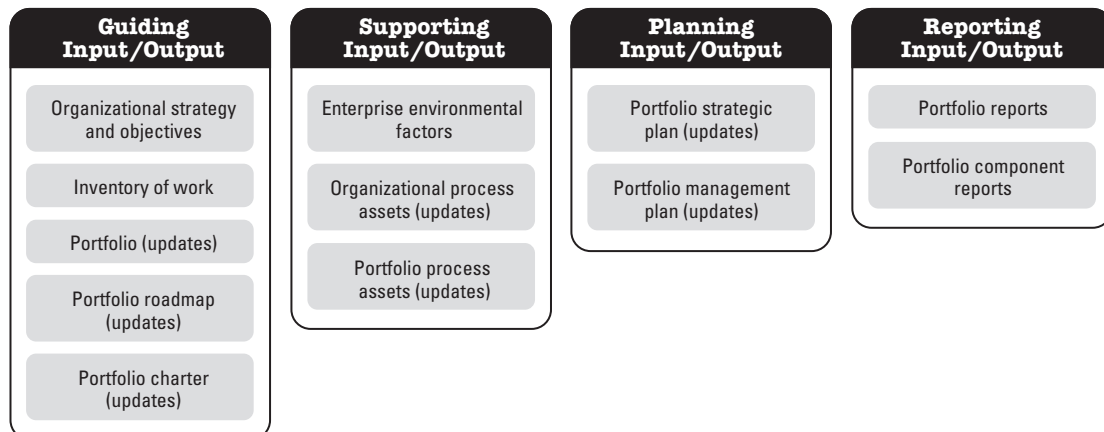 Guiding
Input/Output
Organizational strategy
and objectives
Inventory of work
Portfolio (updates)
Portfolio roadmap
(updates)
Portfolio charter
(updates)
Supporting
Input/Output
Enterprise environmental
factors
Organizational process
assets (updates)
Portfolio process
assets (updates)
Planning
Input/Output
Portfolio strategic
plan (updates)
Portfolio management
plan (updates)
Reporting
Input/Output
Portfolio reports
Portfolio component
reports